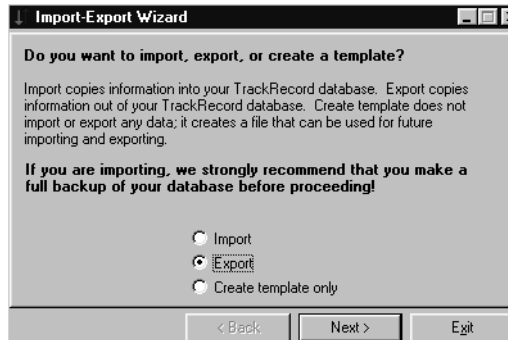 Import-Export Wizard
Do you want to import, export, or create a template?
Import copies information into your TrackRecord database. Export copies
information out of your TrackRecord database. Create template does not
import or export any data; it creates a file that can be used for future
importing and exporting.
If you are importing, we strongly recommend that you make a
full backup of your database before proceeding!
Import
Export
Create template only
< Back
Next >
Exit